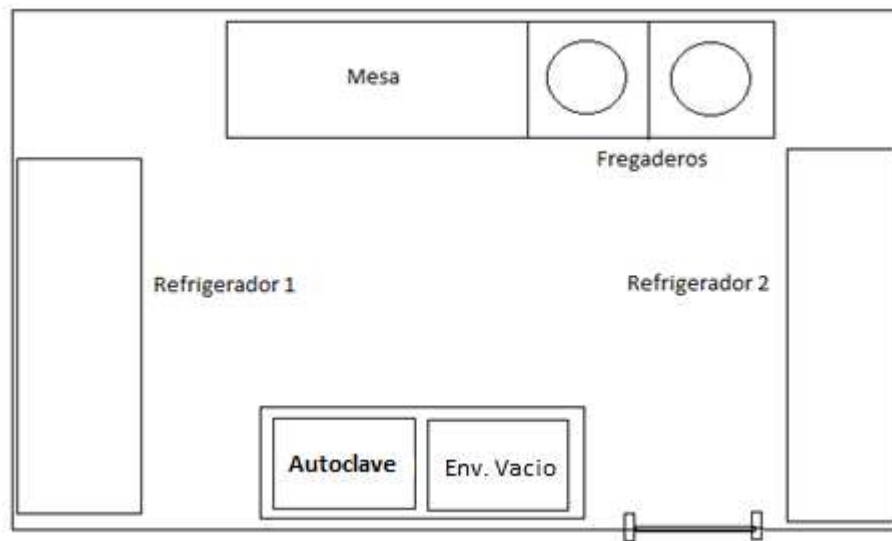 Mesa
Fregaderos
Refrigerador 1
Refrigerador 2
Autoclave
Env. Vacio